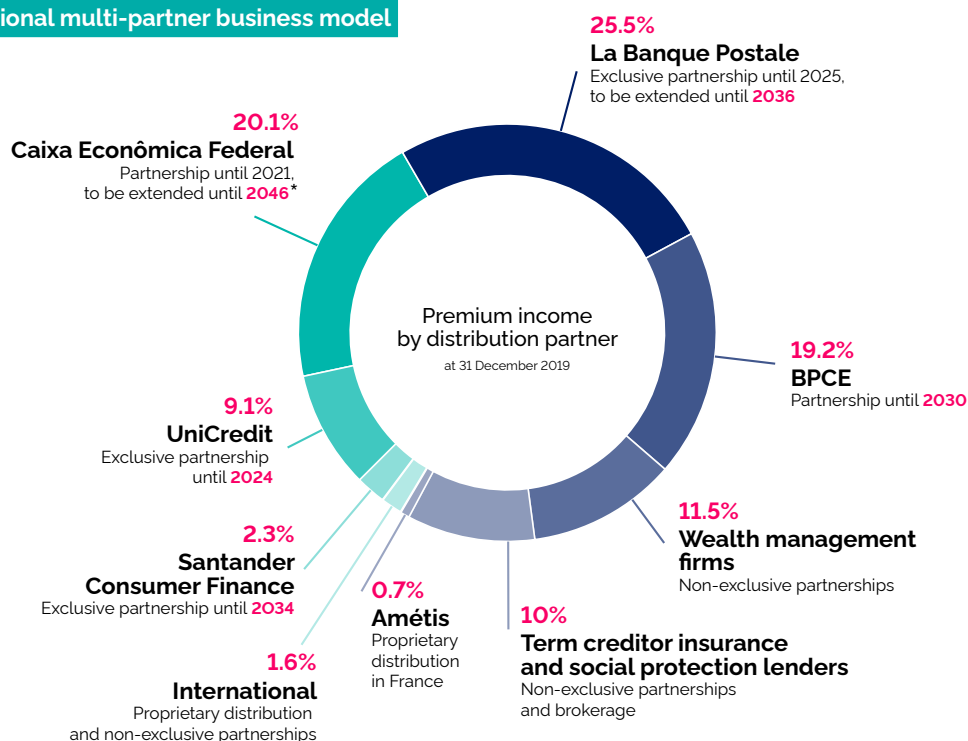 ional multi-partner business model
25.5%
La Banque Postale
Exclusive partnership until 2025,
to be extended until 2036
20.1%
Caixa Econômica Federal
Partnership until 2021,
to be extended until 2046*
Premium income
by distribution partner
at 31 December 2019
19.2%
BPCE
Partnership until 2030
9.1%
UniCredit
Exclusive partnership
until 2024
11.5%
Wealth management
firms
Non-exclusive partnerships
2.3%
Santander
Consumer Finance
Exclusive partnership until 2034
0.7%
Amétis
Proprietary
distribution
in France
10%
Term creditor insurance
and social protection lenders
Non-exclusive partnerships
and brokerage
1.6%
International
Proprietary distribution
and non-exclusive partnerships